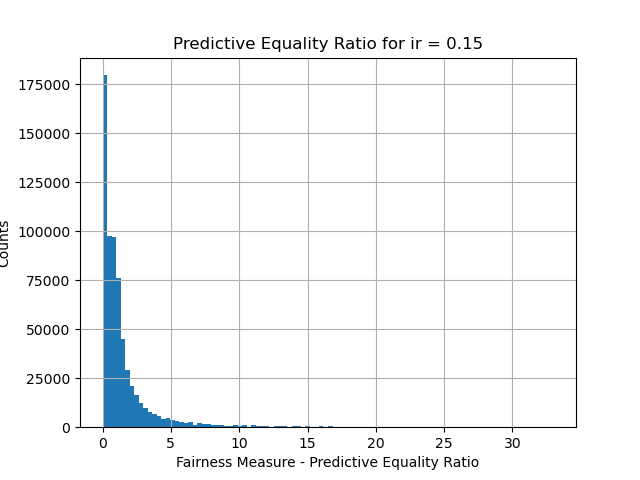 Predictive Equality Ratio for ir = 0.15
175000
150000
125000
100000
75000
50000
25000
0
Counts
0 5 10 15 20 25 30
Fairness Measure - Predictive Equality Ratio